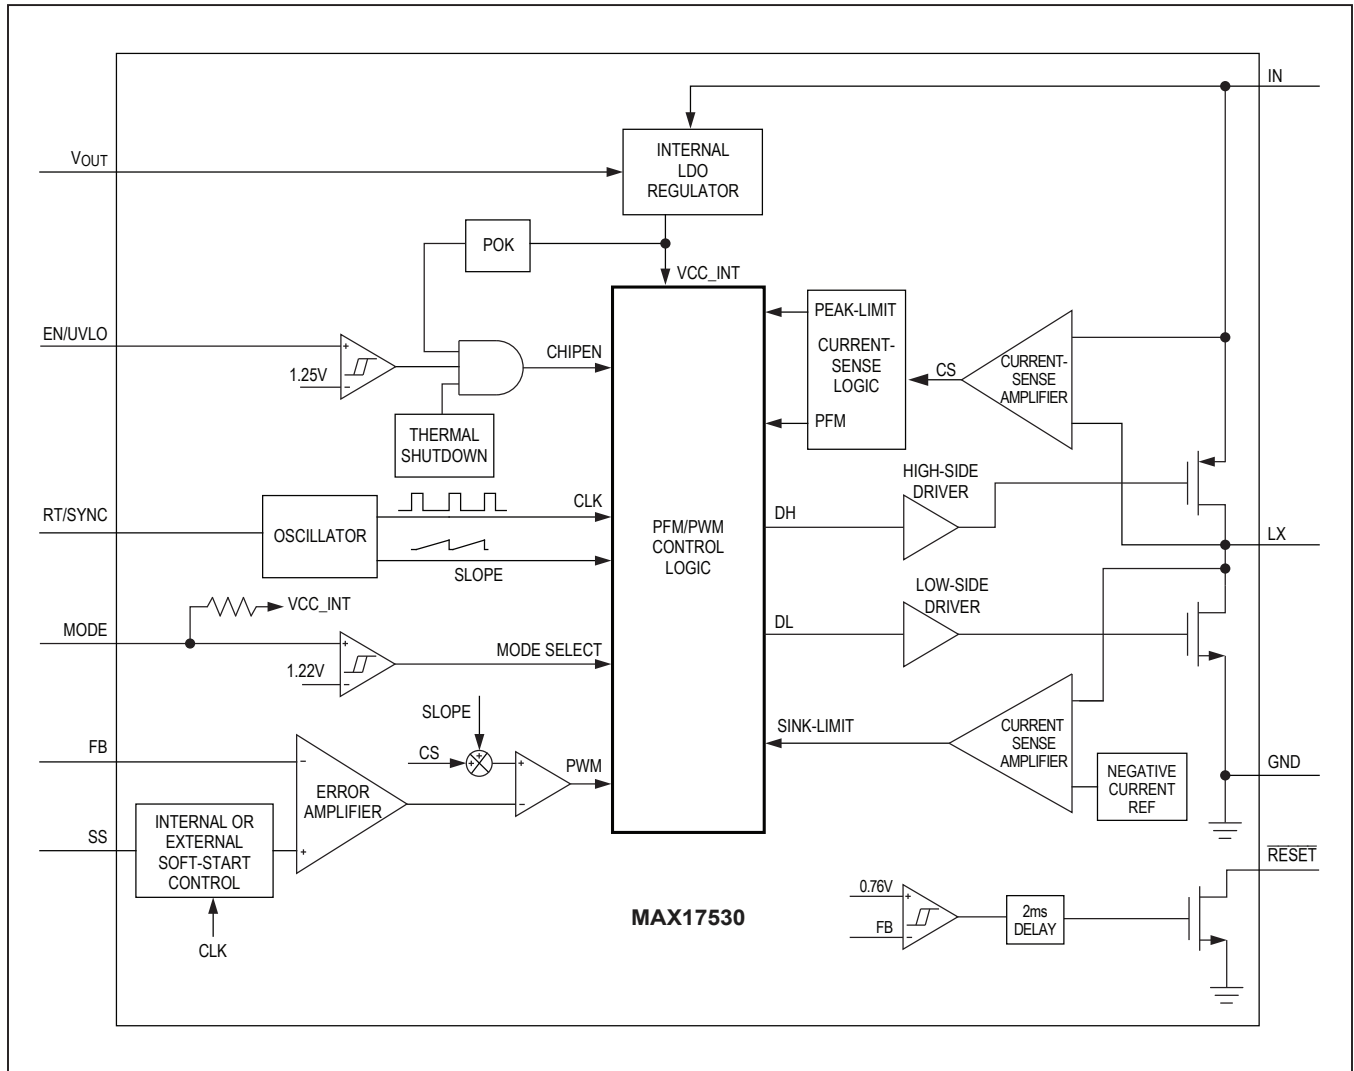 IN
INTERNAL
LDO
REGULATOR
VOUT
POK
VCC_INT
EN/UVLO
+
1.25V
−
CHIPEN
THERMAL
SHUTDOWN
PEAK-LIMIT
CURRENT-
SENSE
LOGIC
PFM
CS
CURRENT-
SENSE
AMPLIFIER
RT/SYNC
OSCILLATOR
CLK
SLOPE
PFM/PWM
CONTROL
LOGIC
HIGH-SIDE
DRIVER
DH
LX
LOW-SIDE
DRIVER
DL
VCC_INT
MODE
+
1.22V
−
MODE SELECT
SLOPE
CS
+
+
+
−
PWM
FB
−
ERROR
AMPLIFIER
+
SS
INTERNAL OR
EXTERNAL
SOFT-START
CONTROL
CLK
SINK-LIMIT
CURRENT
SENSE
AMPLIFIER
NEGATIVE
CURRENT
REF
GND
RESET
0.76V
+
FB
−
2ms
DELAY
MAX17530